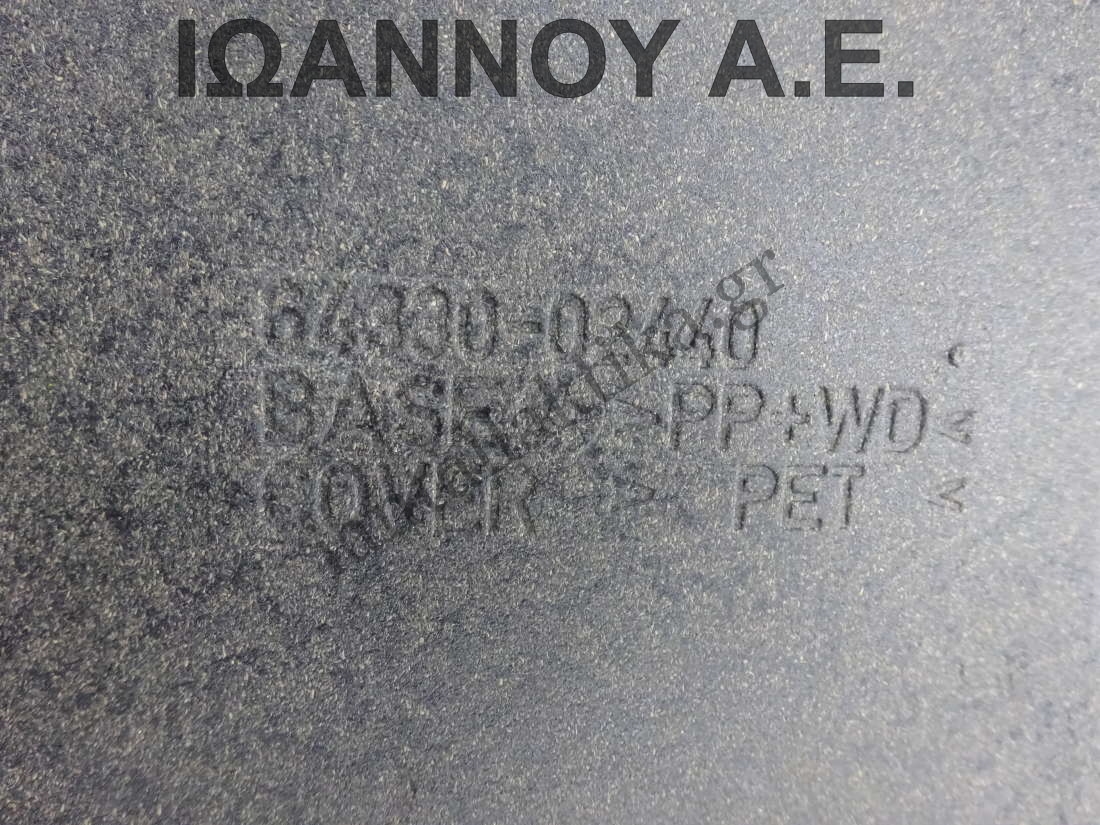 ΙΩΑΝΝΟΥ Α.Ε.
64330-03440
BASE >PP+WD<
COVER > PET <